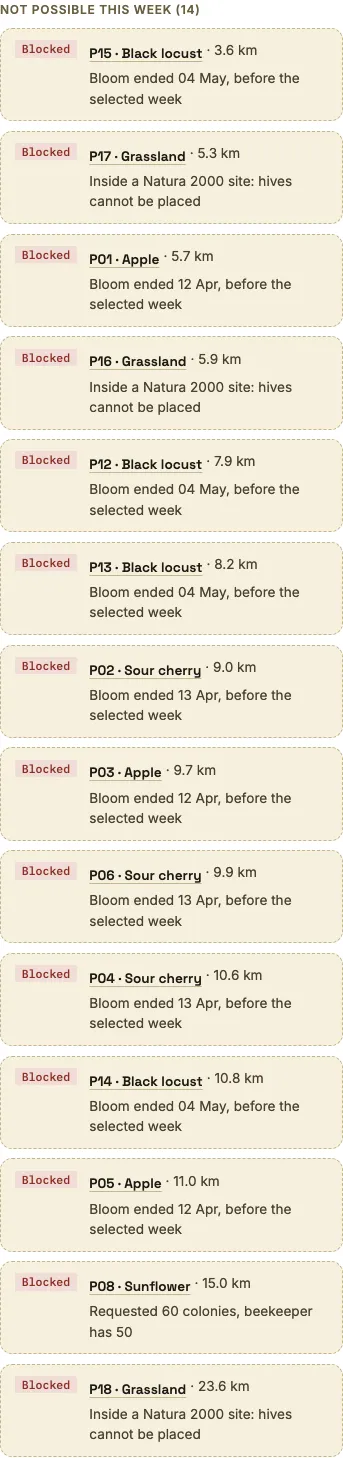 NOT POSSIBLE THIS WEEK (14)
Blocked P15 · Black locust · 3.6 km
Bloom ended 04 May, before the
selected week
Blocked P17 · Grassland · 5.3 km
Inside a Natura 2000 site: hives
cannot be placed
Blocked P01 · Apple · 5.7 km
Bloom ended 12 Apr, before the
selected week
Blocked P16 · Grassland · 5.9 km
Inside a Natura 2000 site: hives
cannot be placed
Blocked P12 · Black locust · 7.9 km
Bloom ended 04 May, before the
selected week
Blocked P13 · Black locust · 8.2 km
Bloom ended 04 May, before the
selected week
Blocked P02 · Sour cherry · 9.0 km
Bloom ended 13 Apr, before the
selected week
Blocked P03 · Apple · 9.7 km
Bloom ended 12 Apr, before the
selected week
Blocked P06 · Sour cherry · 9.9 km
Bloom ended 13 Apr, before the
selected week
Blocked P04 · Sour cherry · 10.6 km
Bloom ended 13 Apr, before the
selected week
Blocked P14 · Black locust · 10.8 km
Bloom ended 04 May, before the
selected week
Blocked P05 · Apple · 11.0 km
Bloom ended 12 Apr, before the
selected week
Blocked P08 · Sunflower · 15.0 km
Requested 60 colonies, beekeeper
has 50
Blocked P18 · Grassland · 23.6 km
Inside a Natura 2000 site: hives
cannot be placed